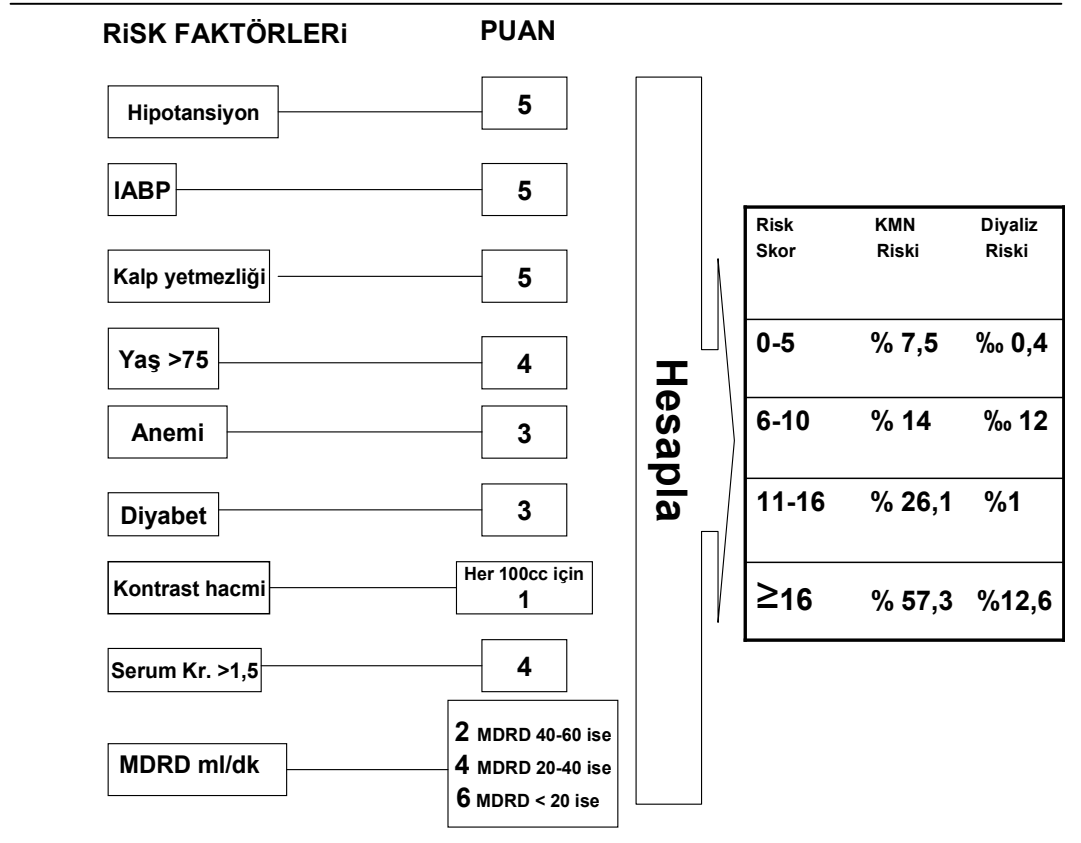 RiSK FAKTÖRLERi PUAN
Hipotansiyon 5
IABP 5
Kalp yetmezliği 5
Yaş >75 4
Anemi 3
Diyabet 3
Kontrast hacmi Her 100cc için
1
Serum Kr. >1,5 4
MDRD ml/dk
2 MDRD 40-60 ise
4 MDRD 20-40 ise
6 MDRD < 20 ise
Hesapla
Risk KMN Diyaliz
Skor Riski Riski
0-5 % 7,5 ‰ 0,4
6-10 % 14 ‰ 12
11-16 % 26,1 %1
≥16 % 57,3 %12,6